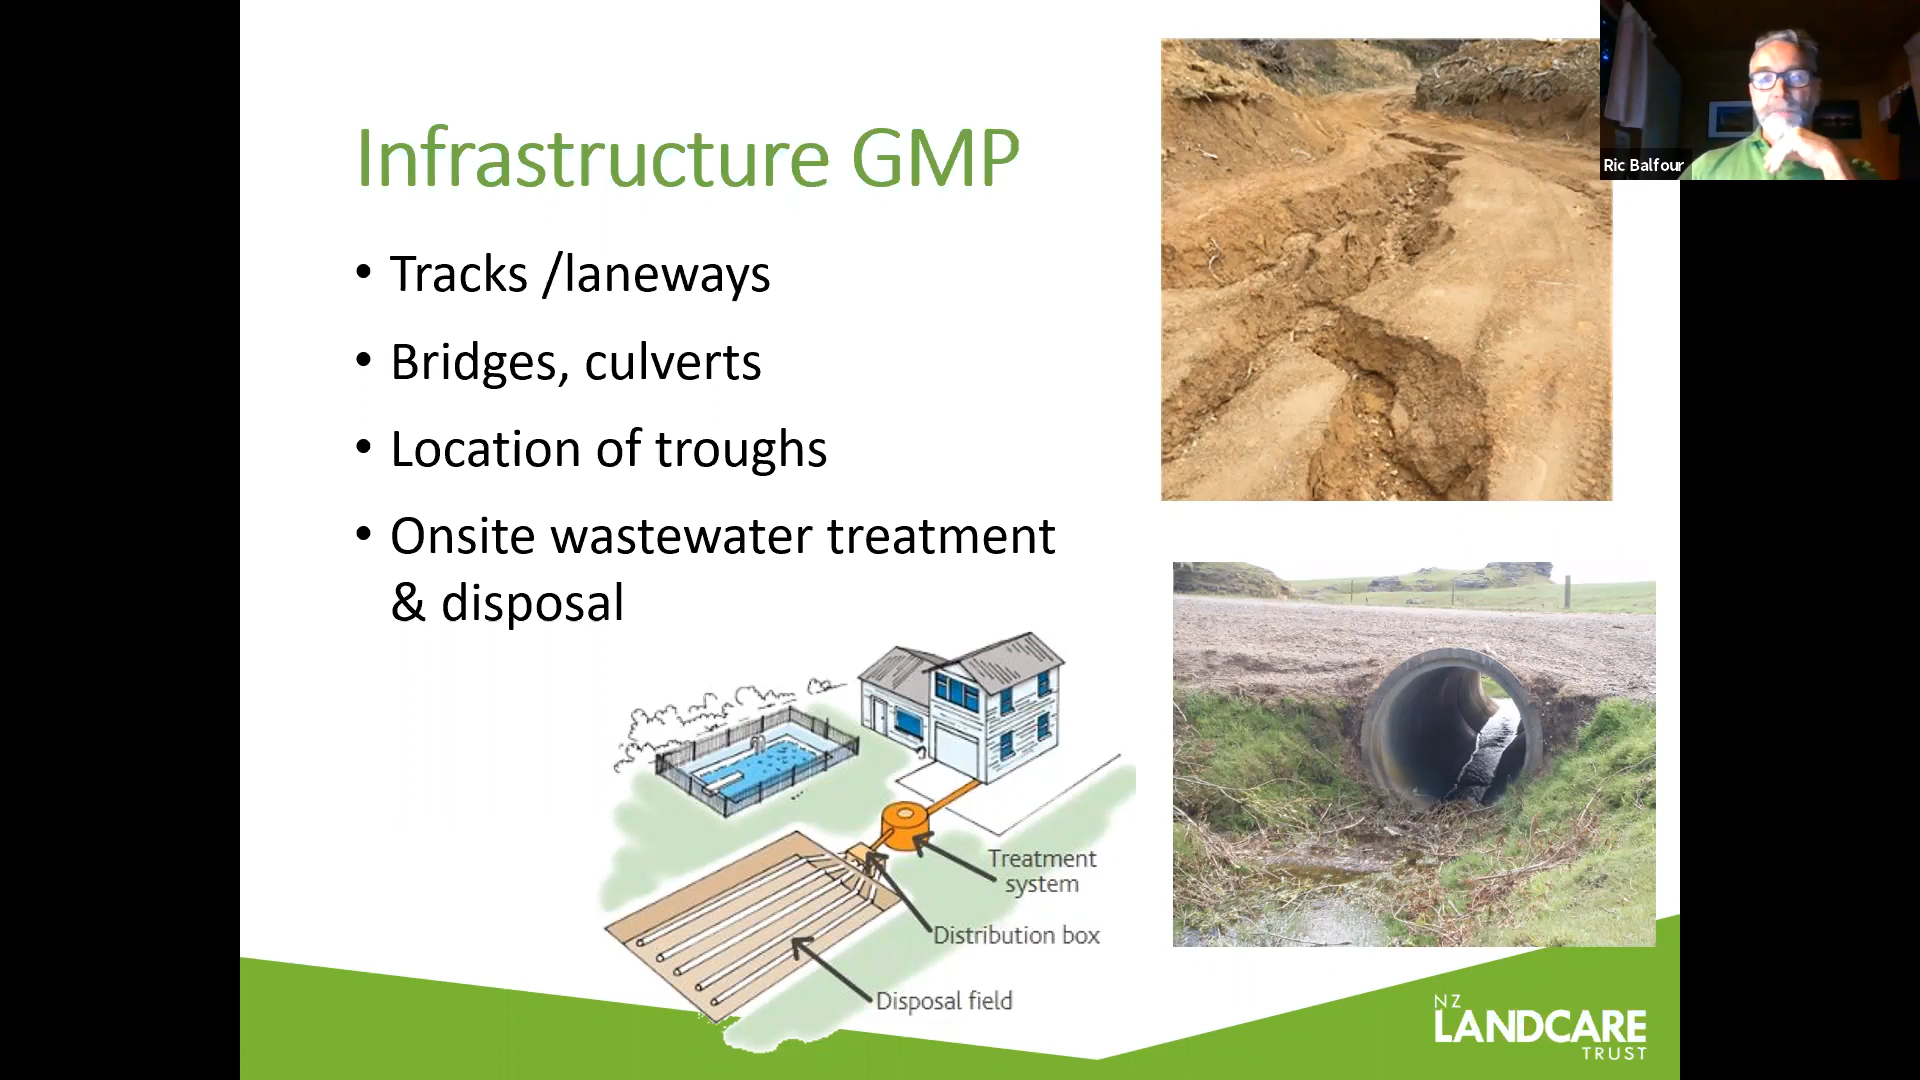 Infrastructure GMP
• Tracks /laneways
• Bridges, culverts
• Location of troughs
• Onsite wastewater treatment
& disposal
Treatment
system
Distribution box
Disposal field
Ric Balfour
NZ
LANDCARE
TRUST